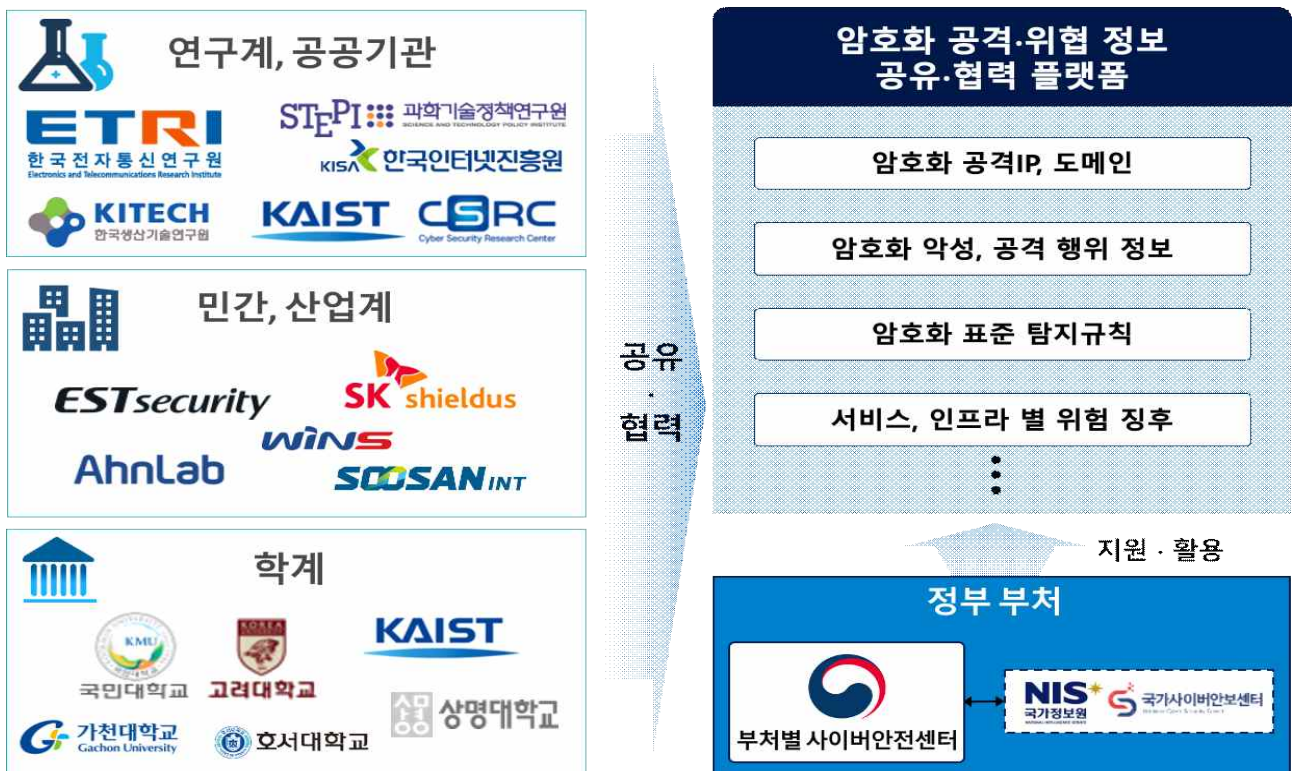 연구계, 공공기관
ETRI
한국전자통신연구원
Electronics and Telecommunications Research Institute
STEPI 과학기술정책연구원
SCIENCE AND TECHNOLOGY POLICY INSTITUTE
KISA 한국인터넷진흥원
KITECH
한국생산기술연구원
KAIST
CSRC
Cyber Security Research Center
민간, 산업계
ESTsecurity
SK shieldus
WINS
AhnLab
SOOSAN INT
학계
KMU
국민대학교
KOREA
고려대학교
KAIST
상명
상명대학교
가천대학교
Gachon University
호서대학교
공유
·
협력
암호화 공격·위협 정보
공유·협력 플랫폼
암호화 공격IP, 도메인
암호화 악성, 공격 행위 정보
암호화 표준 탐지규칙
서비스, 인프라 별 위험 징후
지원 · 활용
정부 부처
부처별 사이버안전센터
NIS
국가정보원
국가사이버안보센터